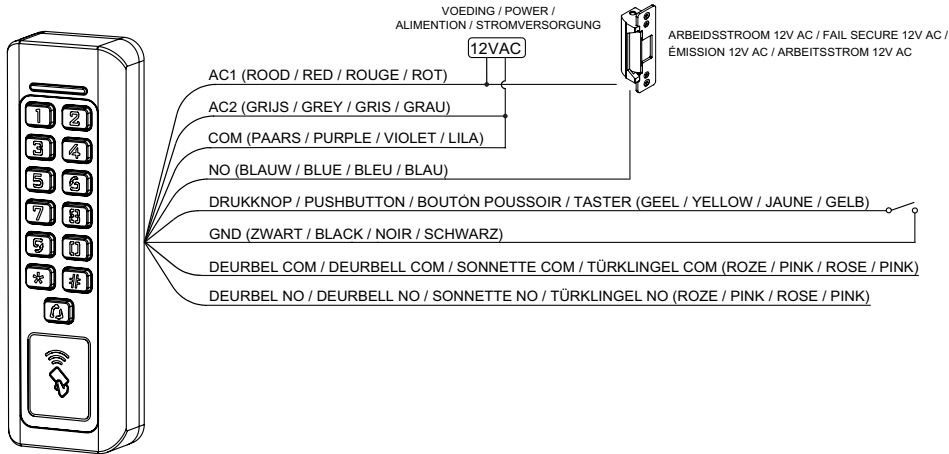 VOEDING / POWER /
ALIMENTION / STROMVERSORGUNG
12VAC
ARBEIDSSTROOM 12V AC / FAIL SECURE 12V AC /
ÉMISSION 12V AC / ARBEITSSTROM 12V AC
AC1 (ROOD / RED / ROUGE / ROT)
AC2 (GRIJS / GREY / GRIS / GRAU)
COM (PAARS / PURPLE / VIOLET / LILA)
NO (BLAUW / BLUE / BLEU / BLAU)
DRUKKNOP / PUSHBUTTON / BOUTÓN POUSSOIR / TASTER (GEEL / YELLOW / JAUNE / GELB)
GND (ZWART / BLACK / NOIR / SCHWARZ)
DEURBEL COM / DEURBELL COM / SONNETTE COM / TÜRKLINGEL COM (ROZE / PINK / ROSE / PINK)
DEURBEL NO / DEURBELL NO / SONNETTE NO / TÜRKLINGEL NO (ROZE / PINK / ROSE / PINK)
1 2
3 4
5 6
7 8
9 0
* #